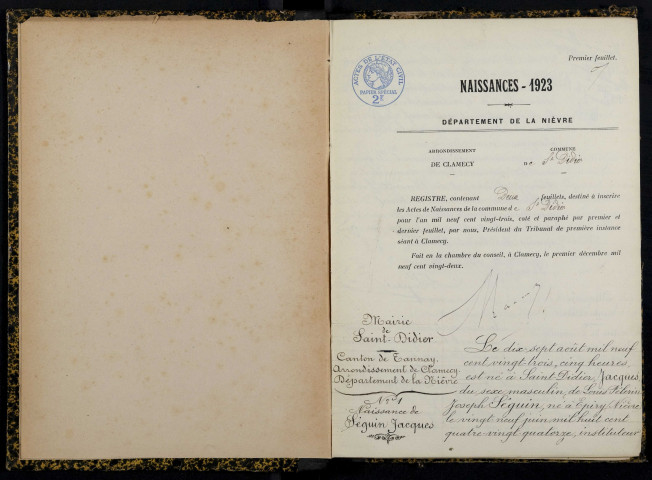 Premier feuillet.
ACTES DE L'ÉTAT CIVIL
PAPIER SPÉCIAL
2F
NAISSANCES - 1923
DÉPARTEMENT DE LA NIÈVRE
ARRONDISSEMENT
DE CLAMECY
COMMUNE
DE St Didier
REGISTRE, contenant Deux feuillets, destiné à inscrire
les Actes de Naissances de la commune de St Didier
pour l'an mil neuf cent vingt-trois, coté et paraphé par premier et
dernier feuillet, par nous, Président du Tribunal de première instance
séant à Clamecy.
Fait en la chambre du conseil, à Clamecy, le premier décembre mil
neuf cent vingt-deux.
Mairie
de
Saint-Didier
Canton de Tannay
Arrondissement de Clamecy
Département de la Nièvre
No 1
Naissance de
Séguin Jacques
Le dix sept août mil neuf
cent vingt-trois, cinq heures,
est né à Saint Didier, Jacques,
du sexe masculin, de Louis
Joseph Séguin, né à Epiry, Nièvre
le vingt neuf juin mil huit cent
quatre-vingt quatorze, instituteur